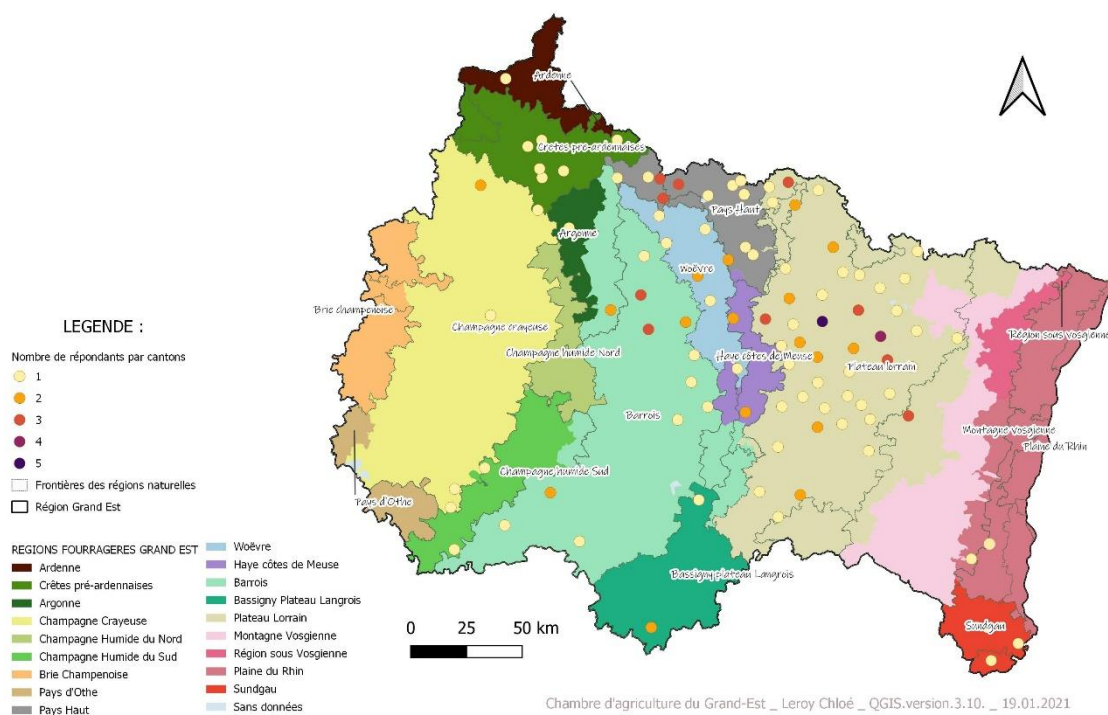 Ardenne
Crêtes pré-ardennaises
Pays Haut
Argonne
Woëvre
Brie champenoise
Champagne crayeuse
Région sous vosgienne
Champagne humide Nord
Haye côtes de Meuse
Plateau lorrain
Barrois
Montagne vosgienne
Plaine du Rhin
Champagne humide Sud
Pays d'Othe
Bassigny plateau Langrois
Sundgau
LEGENDE :
Nombre de répondants par cantons
1
2
3
4
5
Frontières des régions naturelles
Région Grand Est
REGIONS FOURRAGERES GRAND EST
Ardenne
Crêtes pré-ardennaises
Argonne
Champagne Crayeuse
Champagne Humide du Nord
Champagne Humide du Sud
Brie Champenoise
Pays d'Othe
Pays Haut
Woëvre
Haye côtes de Meuse
Barrois
Bassigny Plateau Langrois
Plateau Lorrain
Montagne Vosgienne
Région sous Vosgienne
Plaine du Rhin
Sundgau
Sans données
0 25 50 km
Chambre d'agriculture du Grand-Est _ Leroy Chloé _ QGIS.version.3.10. _ 19.01.2021